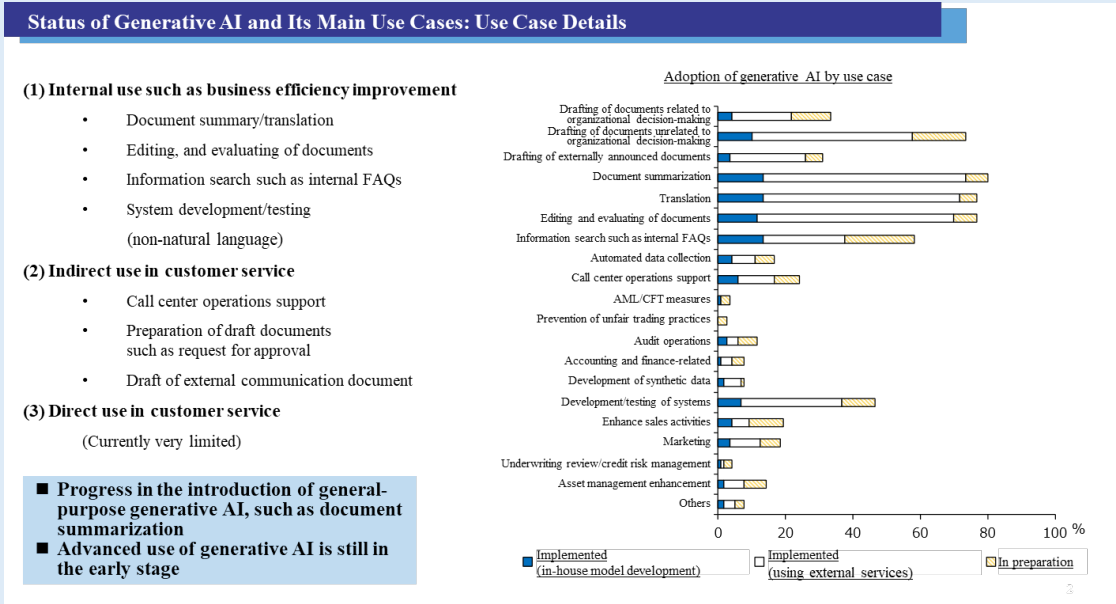 Status of Generative AI and Its Main Use Cases: Use Case Details
(1) Internal use such as business efficiency improvement
• Document summary/translation
• Editing, and evaluating of documents
• Information search such as internal FAQs
• System development/testing
(non-natural language)
(2) Indirect use in customer service
• Call center operations support
• Preparation of draft documents
such as request for approval
• Draft of external communication document
(3) Direct use in customer service
(Currently very limited)
■ Progress in the introduction of general-
purpose generative AI, such as document
summarization
■ Advanced use of generative AI is still in
the early stage
Adoption of generative AI by use case
Drafting of documents related to
organizational decision-making
Drafting of documents unrelated to
organizational decision-making
Drafting of externally announced documents
Document summarization
Translation
Editing and evaluating of documents
Information search such as internal FAQs
Automated data collection
Call center operations support
AML/CFT measures
Prevention of unfair trading practices
Audit operations
Accounting and finance-related
Development of synthetic data
Development/testing of systems
Enhance sales activities
Marketing
Underwriting review/credit risk management
Asset management enhancement
Others
0 20 40 60 80 100 %
Implemented
(in-house model development)
Implemented
(using external services)
In preparation
2